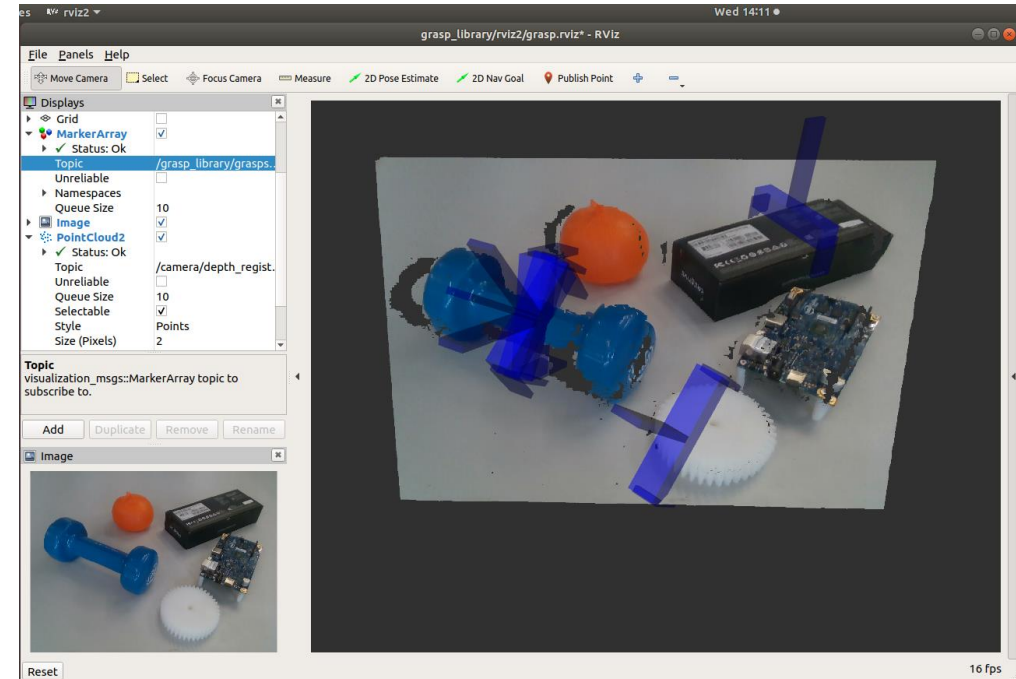 es rviz2
Wed 14:11
grasp_library/rviz2/grasp.rviz* - RViz
File Panels Help
Move Camera Select Focus Camera Measure 2D Pose Estimate 2D Nav Goal Publish Point
Displays
Grid
MarkerArray
Status: Ok
Topic /grasp_library/grasps..
Unreliable
Namespaces
Queue Size 10
Image
PointCloud2
Status: Ok
Topic /camera/depth_regist.
Unreliable
Queue Size 10
Selectable
Style Points
Size (Pixels) 2
Topic
visualization_msgs::MarkerArray topic to
subscribe to.
Add Duplicate Remove Rename
Image
Reset
16 fps